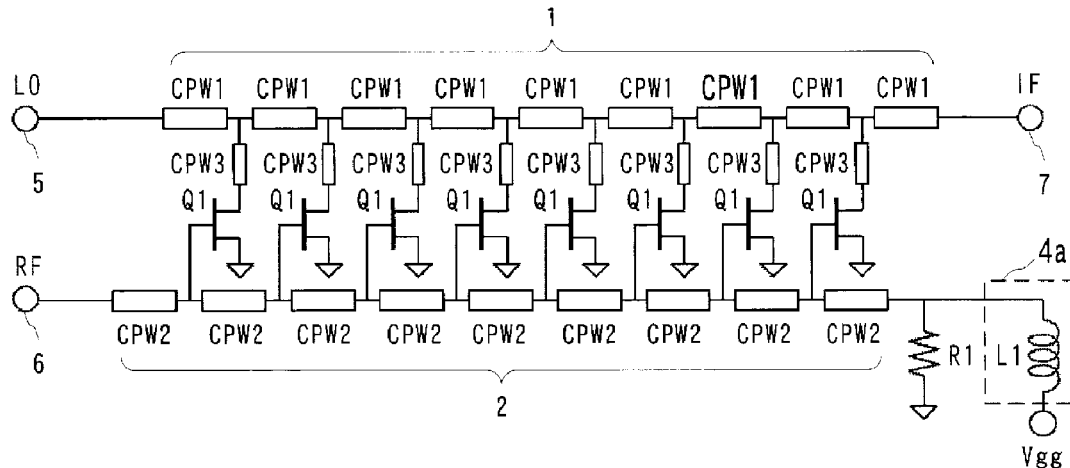 1
LO CPW1 CPW1 CPW1 CPW1 CPW1 CPW1 CPW1 CPW1 CPW1 IF
5 CPW3 CPW3 CPW3 CPW3 CPW3 CPW3 CPW3 CPW3 7
Q1 Q1 Q1 Q1 Q1 Q1 Q1 Q1
RF 4a
6 CPW2 CPW2 CPW2 CPW2 CPW2 CPW2 CPW2 CPW2 CPW2 R1 L1
2
Vgg